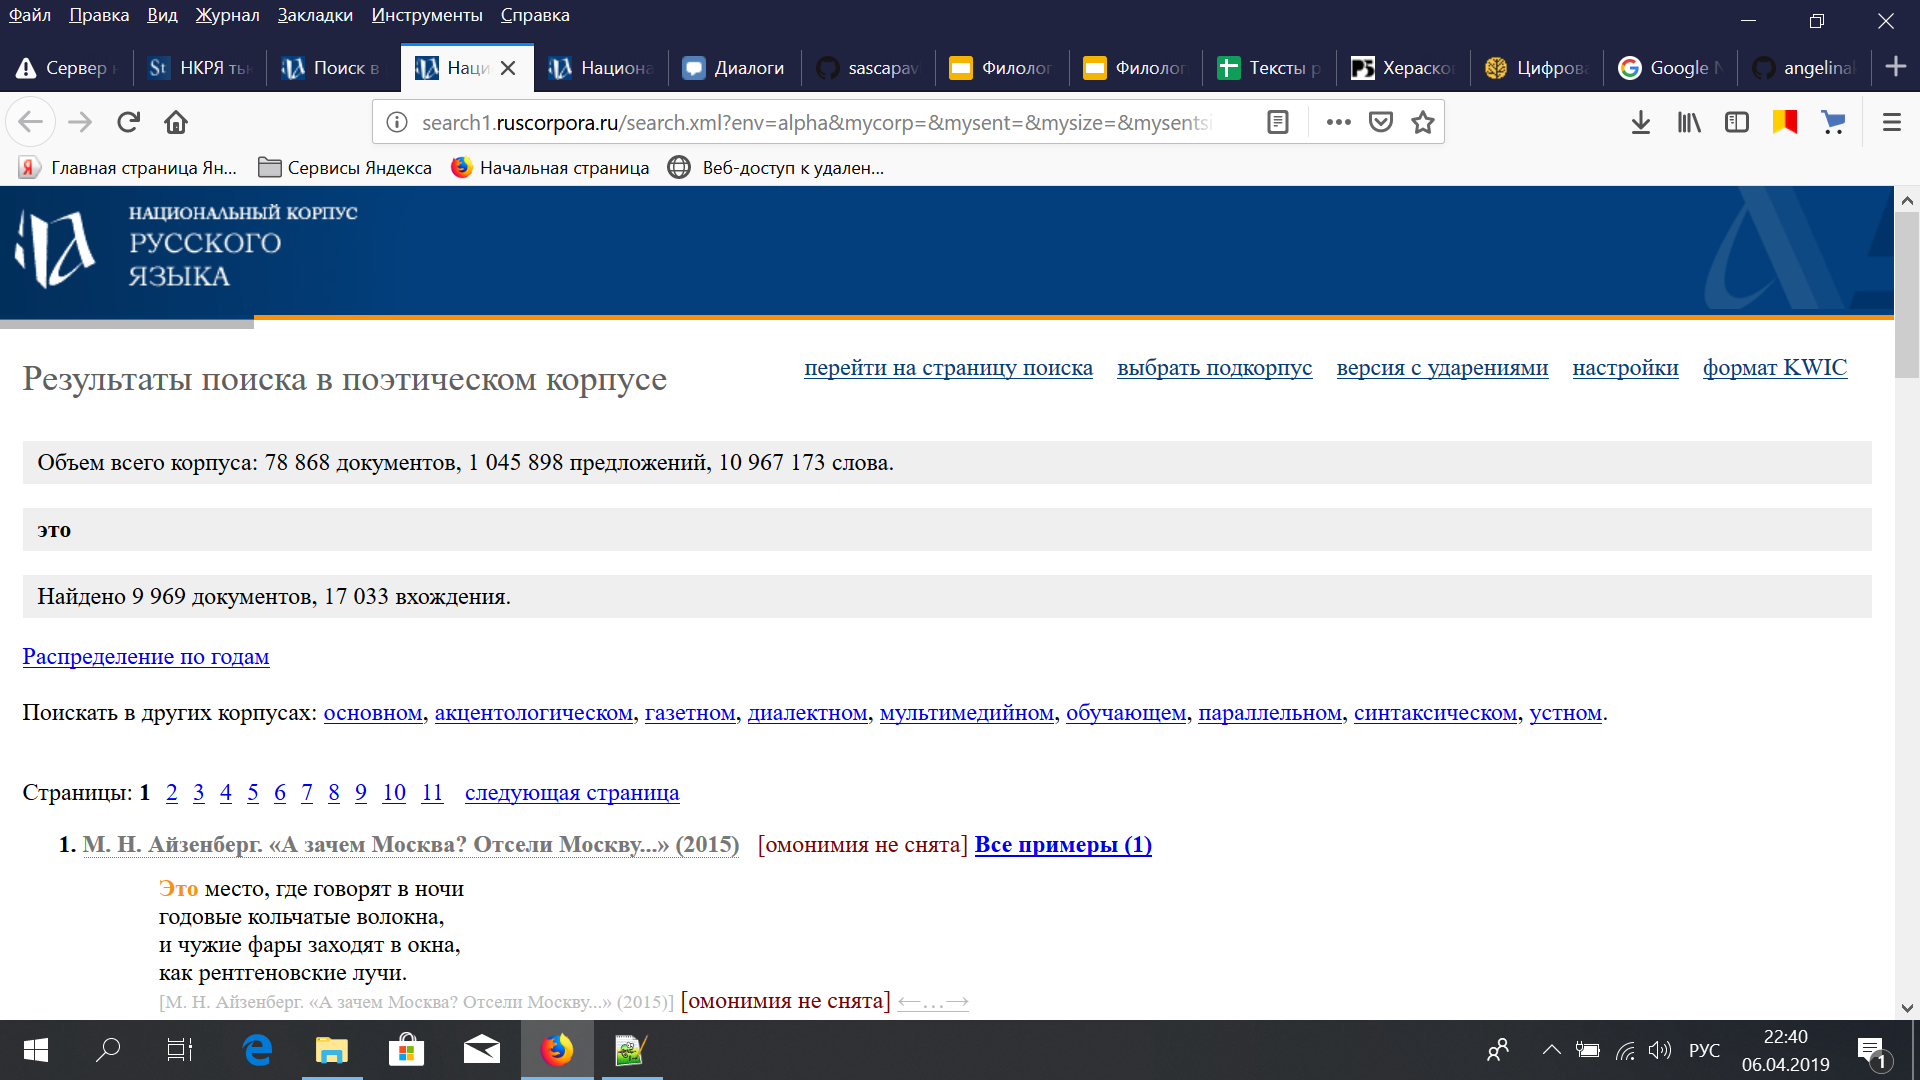 Файл Правка Вид Журнал Закладки Инструменты Справка
Сервер НКРЯ Поиск в Наци Национа Диалоги Филолог Филолог Тексты р Цифрова Google
search1.ruscorpora.ru/search.xml?env=alpha&mycorp=&mysent=&mysize=&mysentsi
Главная страница Ян... Сервисы Яндекса Начальная страница Веб-доступ к удален...
НАЦИОНАЛЬНЫЙ КОРПУС
РУССКОГО
ЯЗЫКА
Результаты поиска в поэтическом корпусе
перейти на страницу поиска выбрать подкорпус версия с ударениями настройки формат KWIC
Объем всего корпуса: 78 868 документов, 1 045 898 предложений, 10 967 173 слова.
это
Найдено 9 969 документов, 17 033 вхождения.
Распределение по годам
Поискать в других корпусах: основном, акцентологическом, газетном, диалектном, мультимедийном, обучающем, параллельном, синтаксическом, устном.
Страницы: 1 2 3 4 5 6 7 8 9 10 11 следующая страница
1. М. Н. Айзенберг. «А зачем Москва? Отсели Москву...» (2015) [омонимия не снята] Все примеры (1)
Это место, где говорят в ночи
годовые кольчатые волокна,
и чужие фары заходят в окна,
как рентгеновские лучи.
[М. Н. Айзенберг. «А зачем Москва? Отсели Москву...» (2015)] [омонимия не снята] ←…→
РУС
22:40
06.04.2019
1